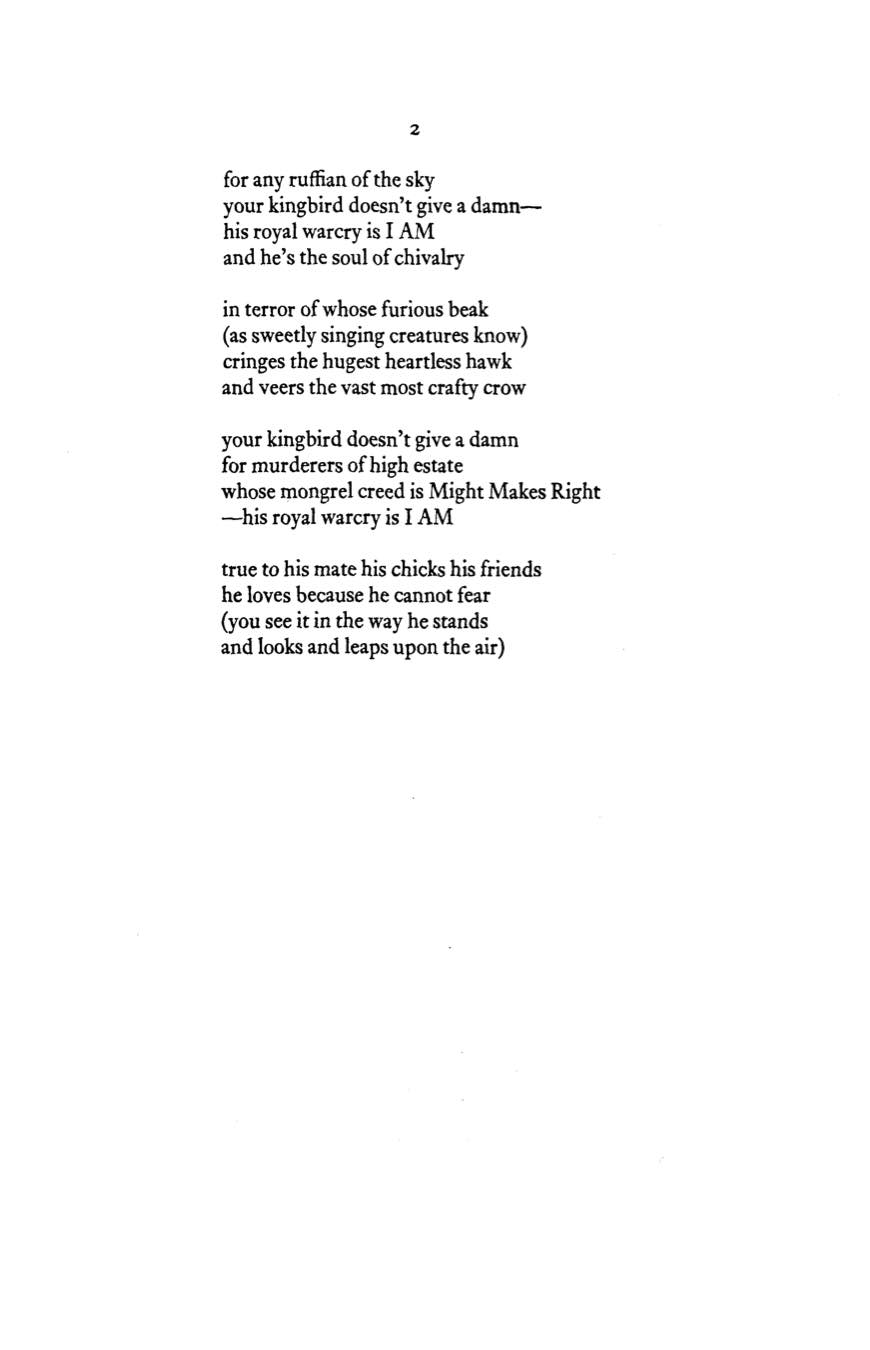 2
for any ruffian of the sky
your kingbird doesn't give a damn—
his royal warcry is I AM
and he's the soul of chivalry
in terror of whose furious beak
(as sweetly singing creatures know)
cringes the hugest heartless hawk
and veers the vast most crafty crow
your kingbird doesn't give a damn
for murderers of high estate
whose mongrel creed is Might Makes Right
—his royal warcry is I AM
true to his mate his chicks his friends
he loves because he cannot fear
(you see it in the way he stands
and looks and leaps upon the air)